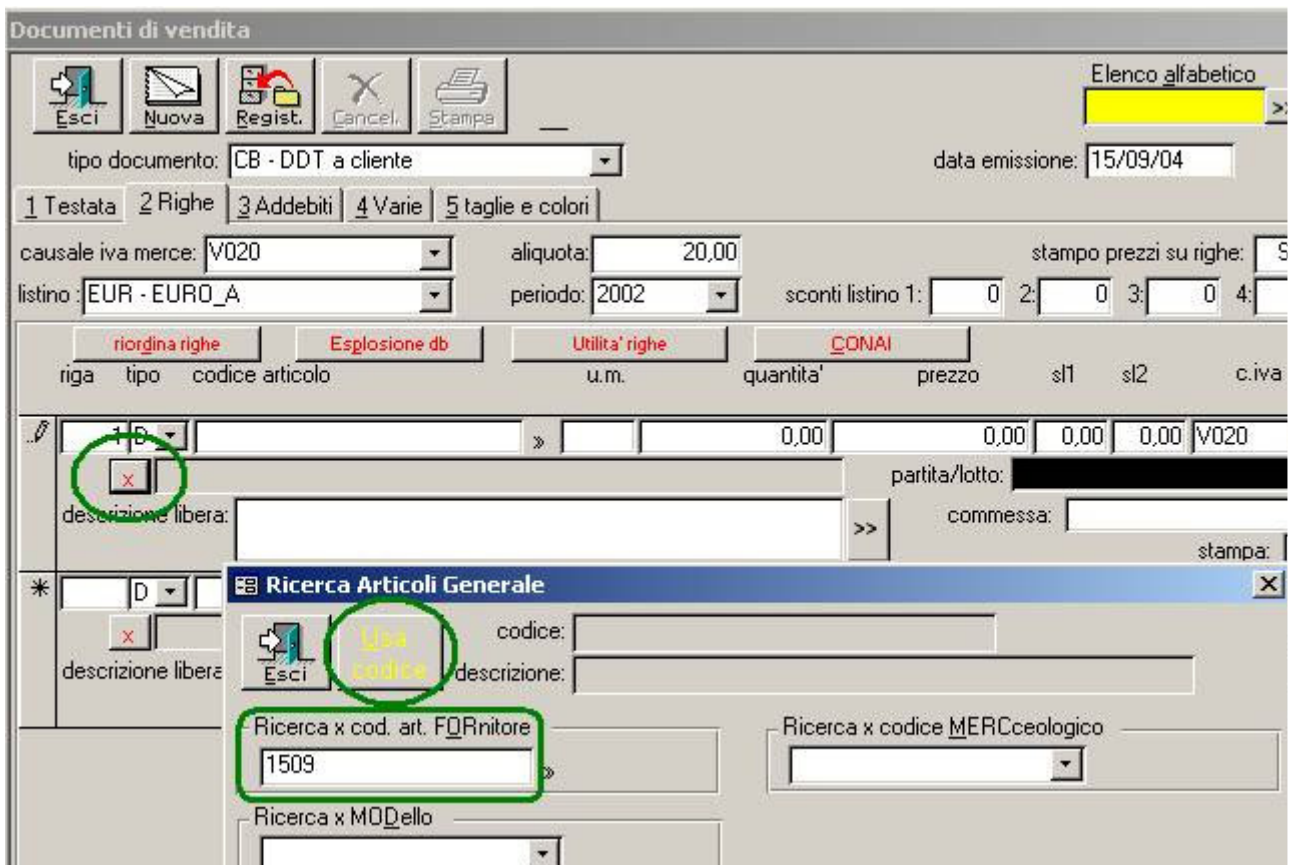 Documenti di vendita
Elenco alfabetico
Esci Nuova Regist. Cancel. Stampa >>
tipo documento: CB - DDT a cliente data emissione: 15/09/04
1 Testata 2 Righe 3 Addebiti 4 Varie 5 taglie e colori
causale iva merce: V020 aliquota: 20,00 stampo prezzi su righe: S
listino : EUR - EURO_A periodo: 2002 sconti listino 1: 0 2: 0 3: 0 4:
riordina righe Esplosione db Utilita' righe CONAI
riga tipo codice articolo u.m. quantita' prezzo sl1 sl2 c.iva
1 D » 0,00 0,00 0,00 0,00 V020
x partita/lotto:
descrizione libera: >> commessa:
stampa:
* D Ricerca Articoli Generale
x Esci Usa codice codice:
descrizione libera descrizione:
Ricerca x cod. art. FORnitore Ricerca x codice MERCceologico
1509 »
Ricerca x MODello